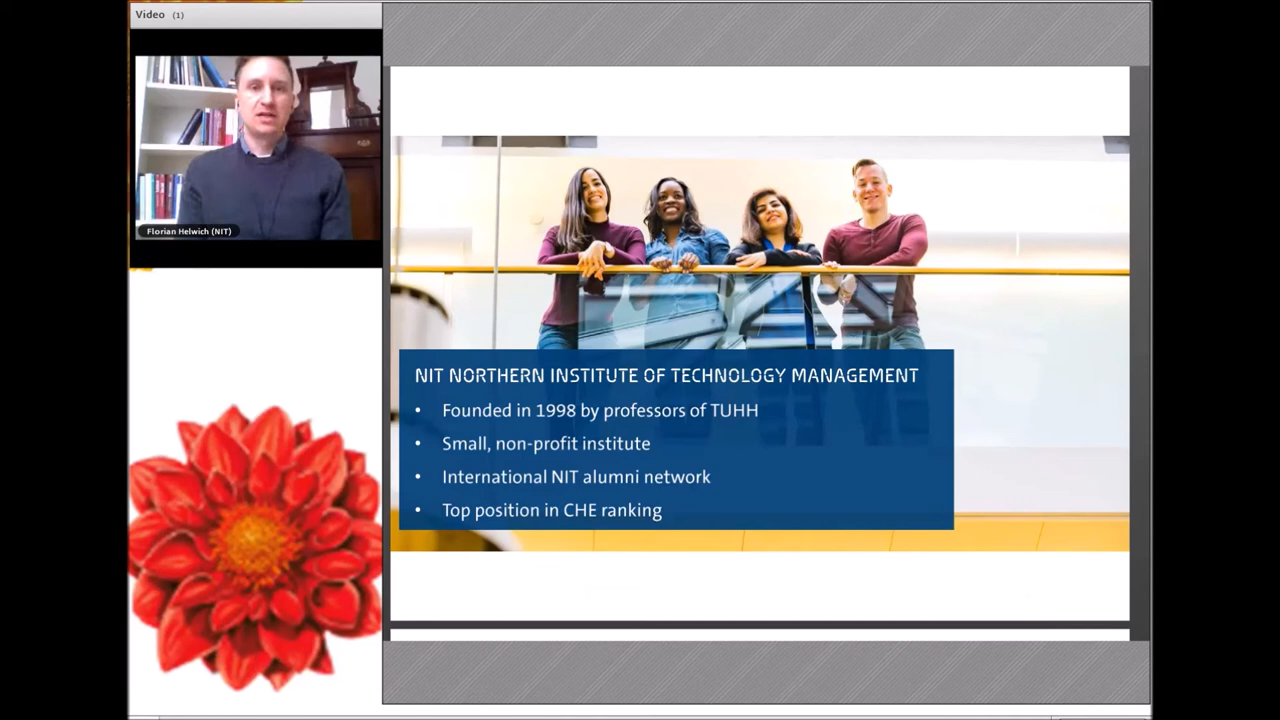 Video (1)
Florian Helwich (NIT)
NIT NORTHERN INSTITUTE OF TECHNOLOGY MANAGEMENT
• Founded in 1998 by professors of TUHH
• Small, non-profit institute
• International NIT alumni network
• Top position in CHE ranking